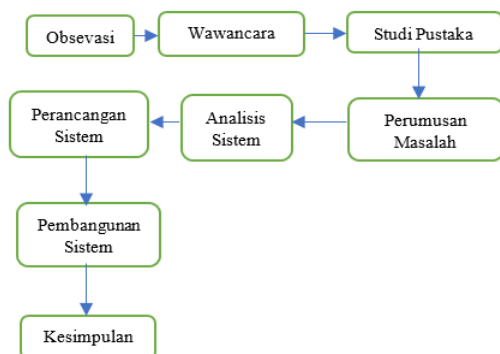 Obsevasi
Wawancara
Studi Pustaka
Perumusan
Masalah
Analisis
Sistem
Perancangan
Sistem
Pembangunan
Sistem
Kesimpulan